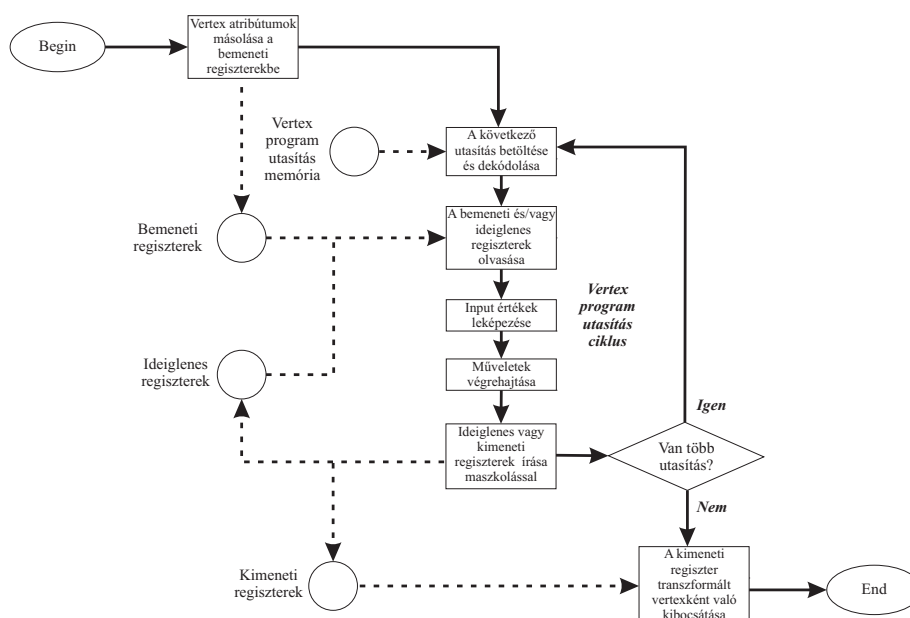 Begin
Vertex atribútumok
másolása a
bemeneti
regiszterekbe
Vertex
program
utasítás
memória
A következő
utasítás betöltése
és dekódolása
Bemeneti
regiszterek
A bemeneti és/vagy
ideiglenes
regiszterek
olvasása
Input értékek
leképezése
Vertex
program
utasítás
ciklus
Ideiglenes
regiszterek
Műveletek
végrehajtása
Igen
Ideiglenes vagy
kimeneti
regiszterek írása
maszkolással
Van több
utasítás?
Nem
Kimeneti
regiszterek
A kimeneti
regiszter
transzformált
vertexként való
kibocsátása
End